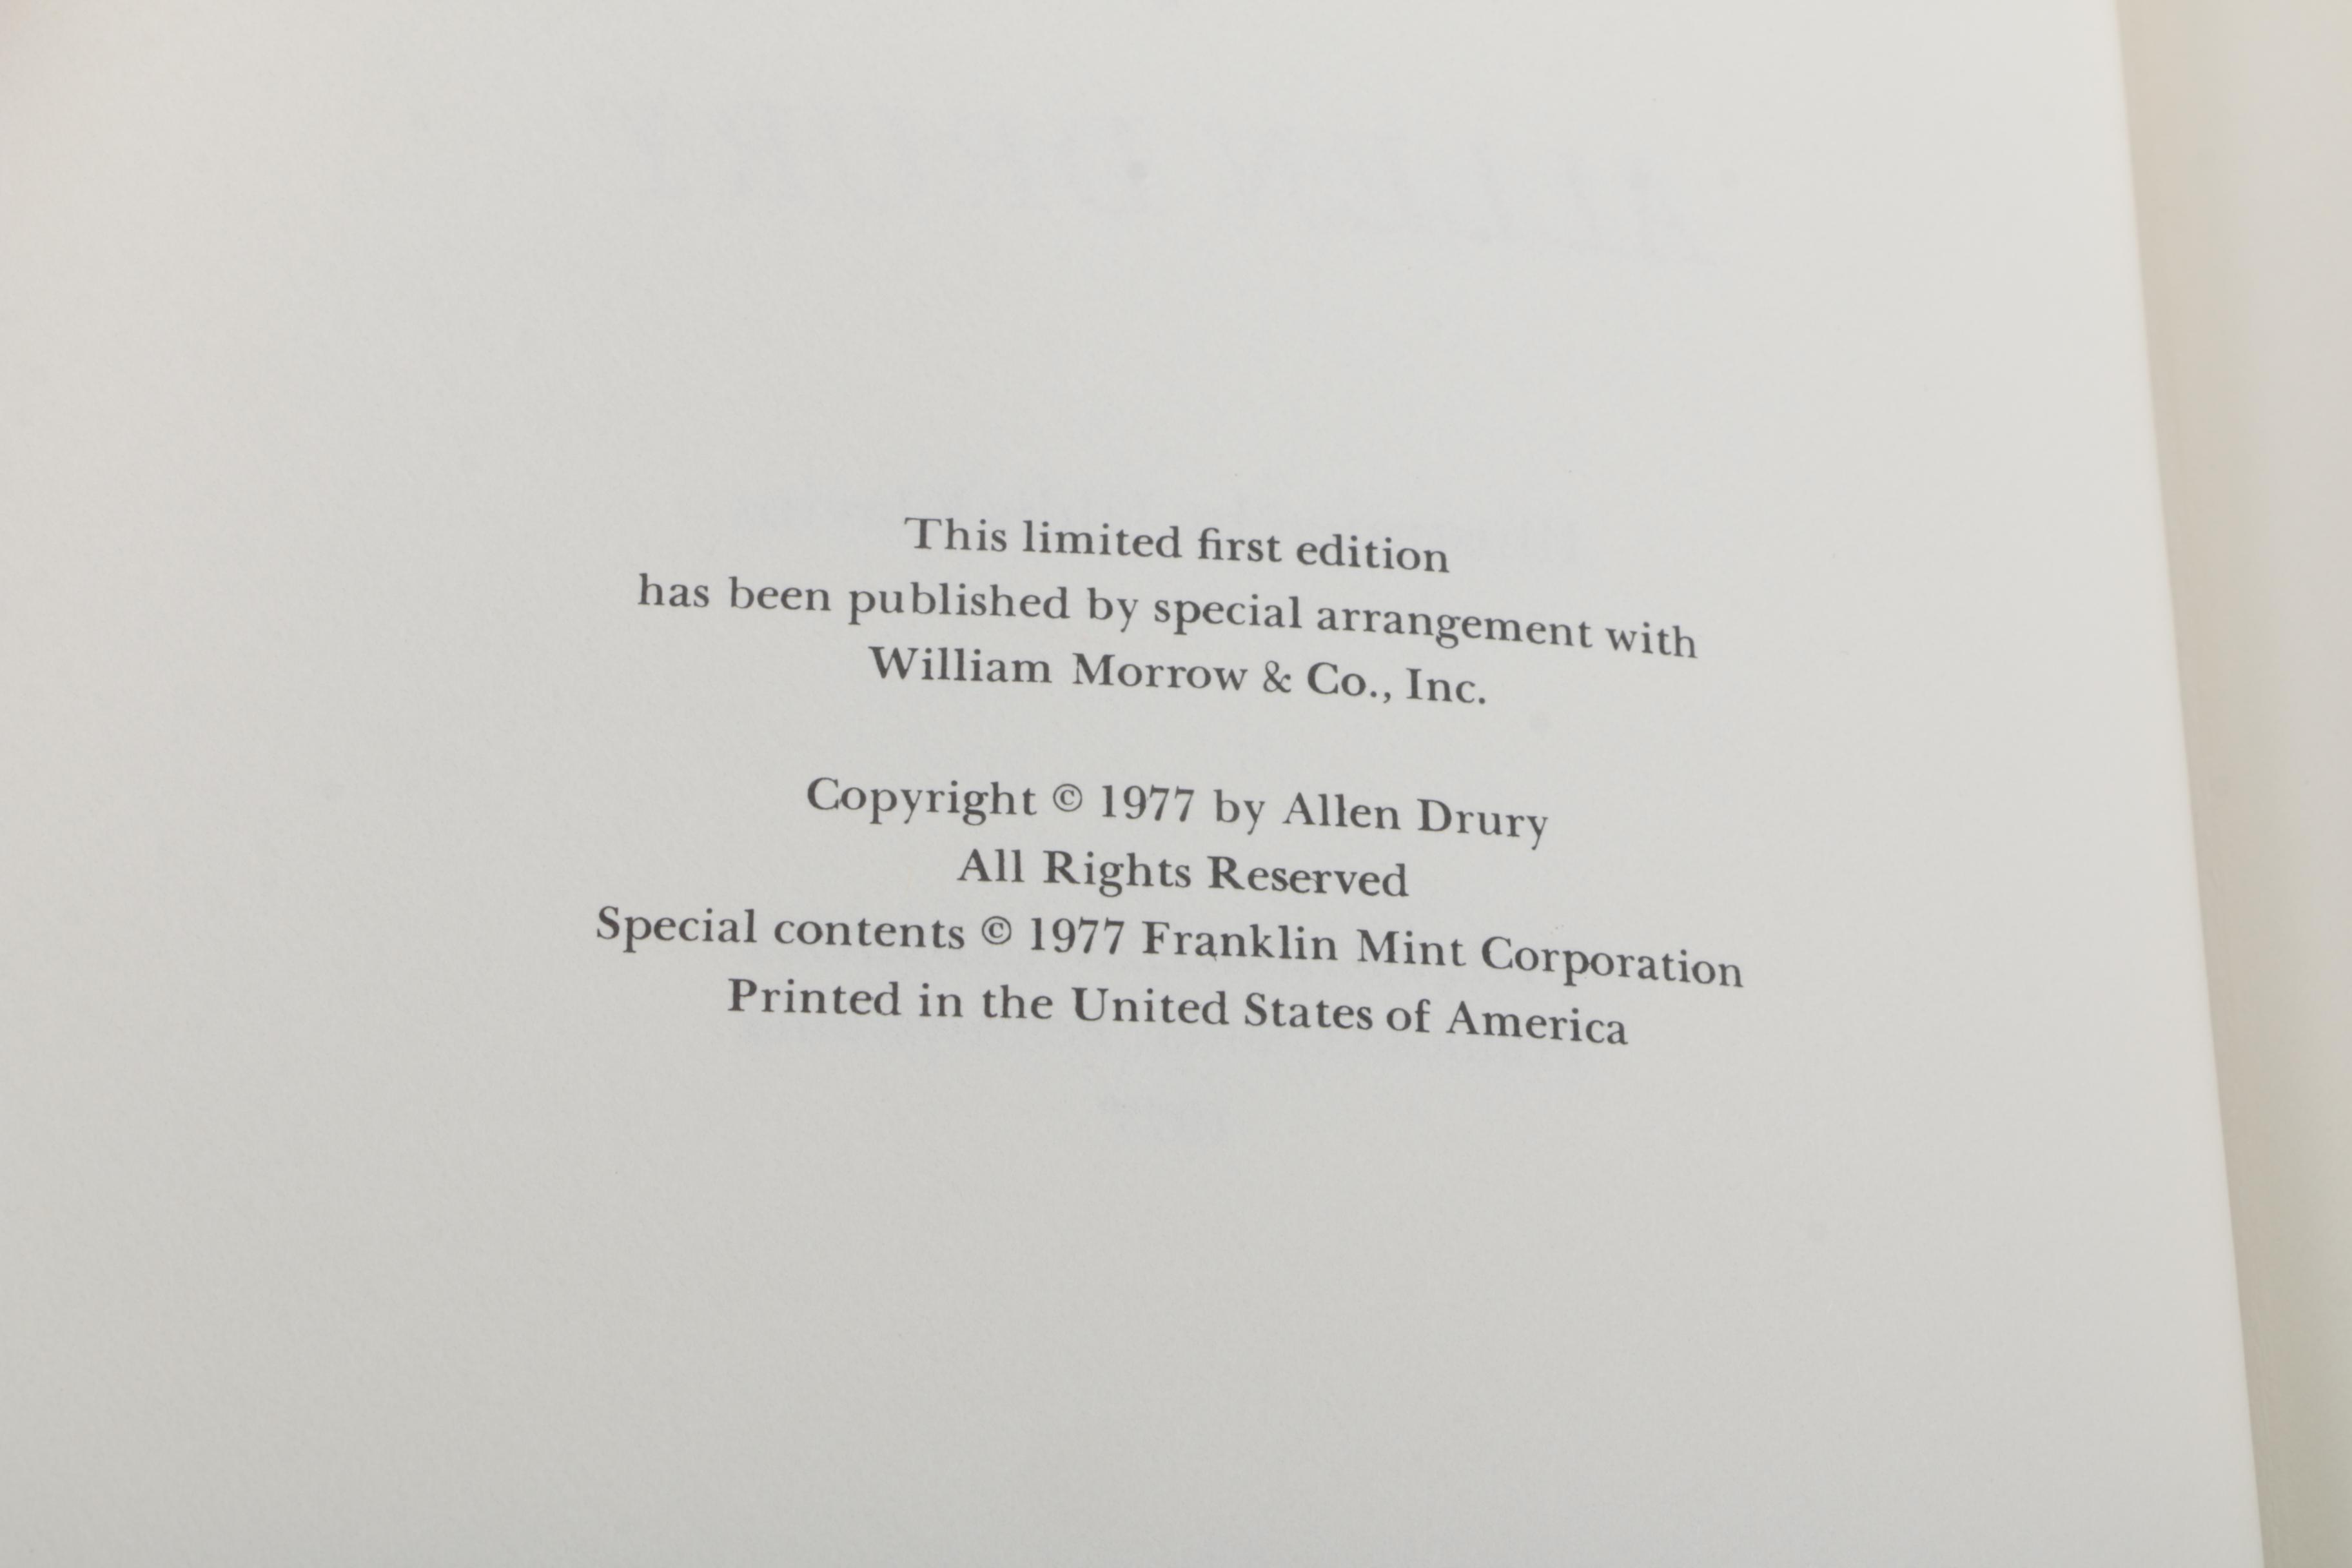 This limited first edition
has been published by special arrangement with
William Morrow & Co., Inc.
Copyright © 1977 by Allen Drury
All Rights Reserved
Special contents © 1977 Franklin Mint Corporation
Printed in the United States of America